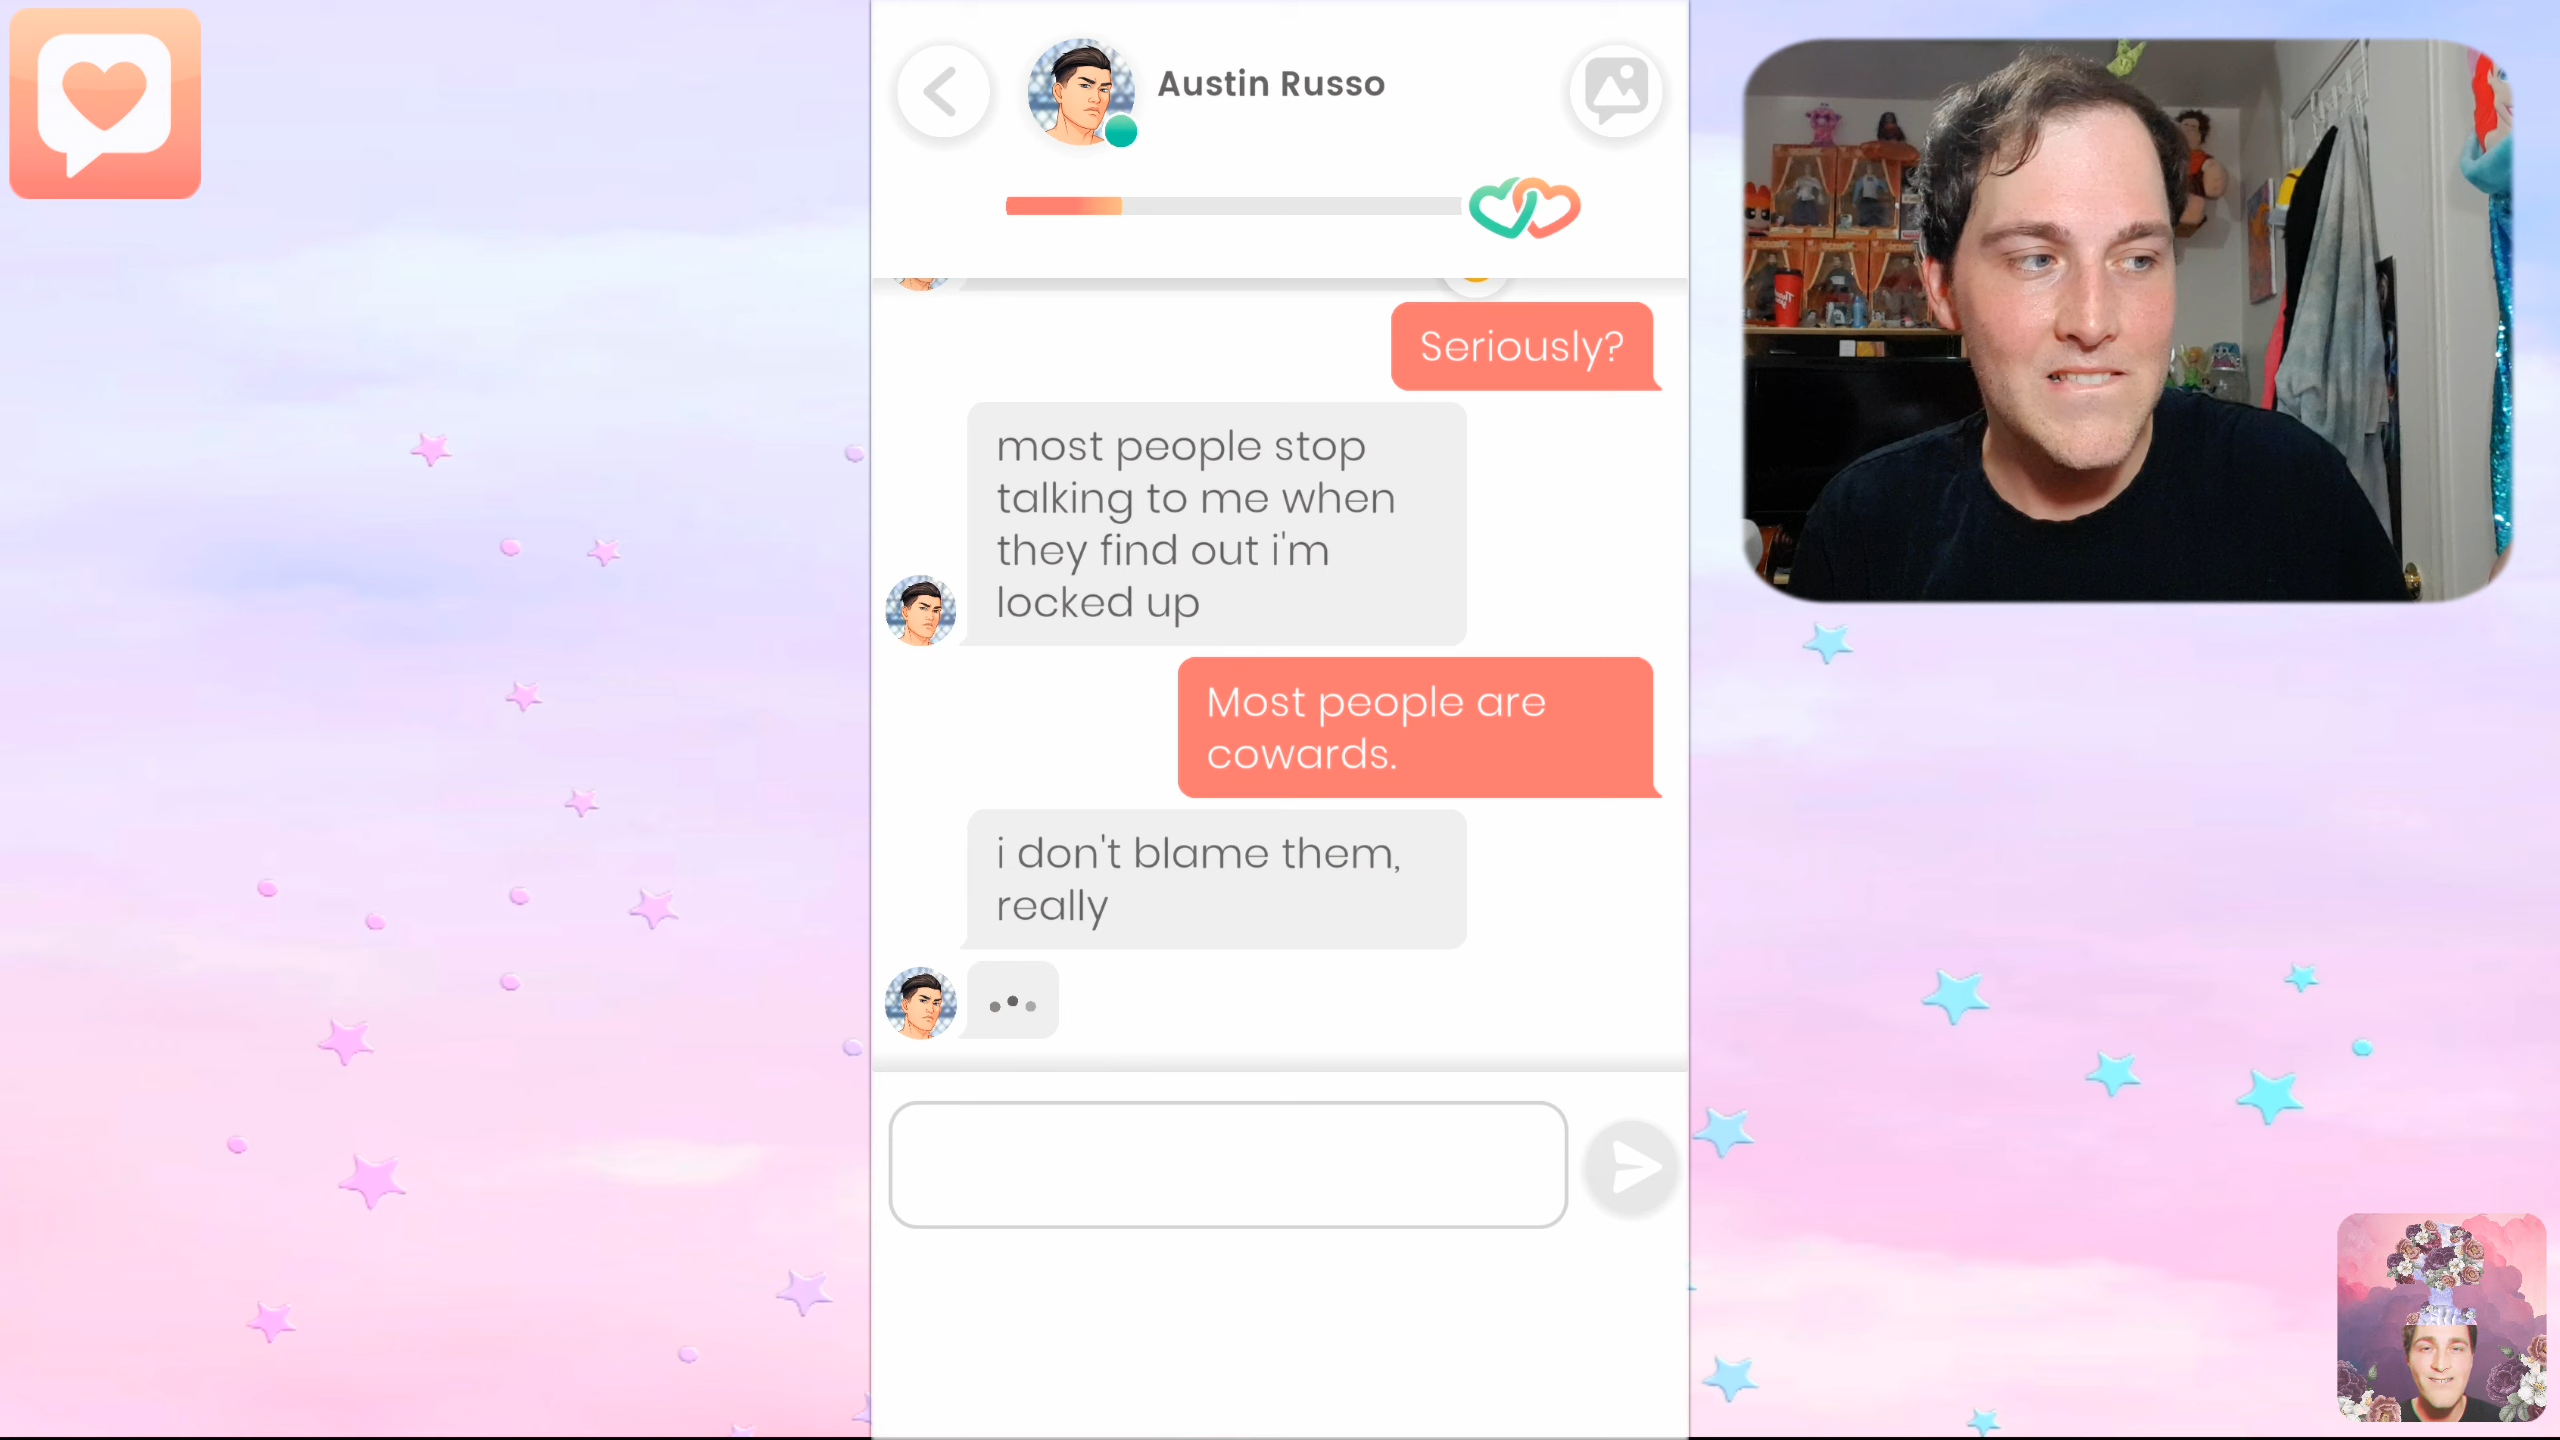 Austin Russo
Seriously?
most people stop
talking to me when
they find out i'm
locked up
Most people are
cowards.
i don't blame them,
really